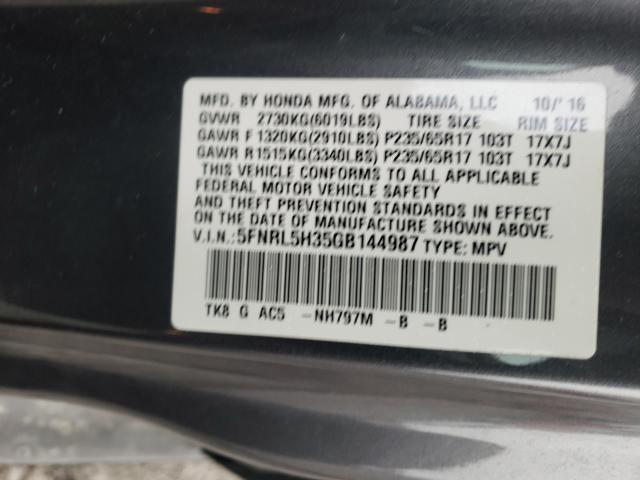 MFD. BY HONDA MFG. OF ALABAMA, LLC 10/'16
GVWR 2730KG(6019LBS) TIRE SIZE RIM SIZE
GAWR F 1320KG(2910LBS) P235/65R17 103T 17X7J
GAWR R1515KG(3340LBS) P235/65R17 103T 17X7J
THIS VEHICLE CONFORMS TO ALL APPLICABLE
FEDERAL MOTOR VEHICLE SAFETY
AND THEFT PREVENTION STANDARDS IN EFFECT
ON THE DATE OF MANUFACTURE SHOWN ABOVE.
V.I.N.:5FNRL5H35GB144987 TYPE: MPV
TK8 G AC5 -NH797M -B -B